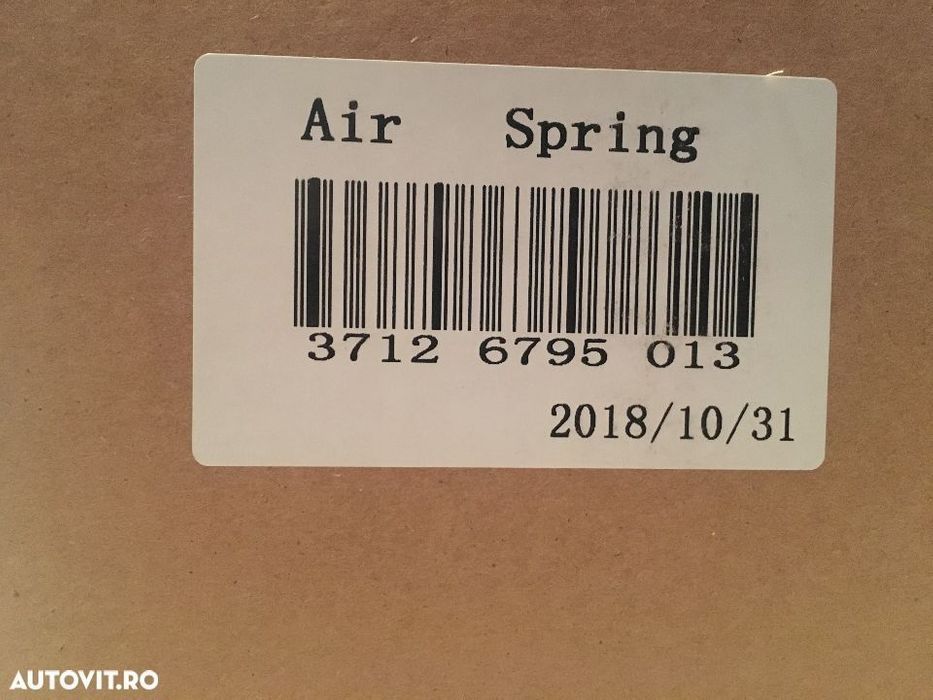 Air Spring
3712 6795 013
2018/10/31
AUTOVIT.RO